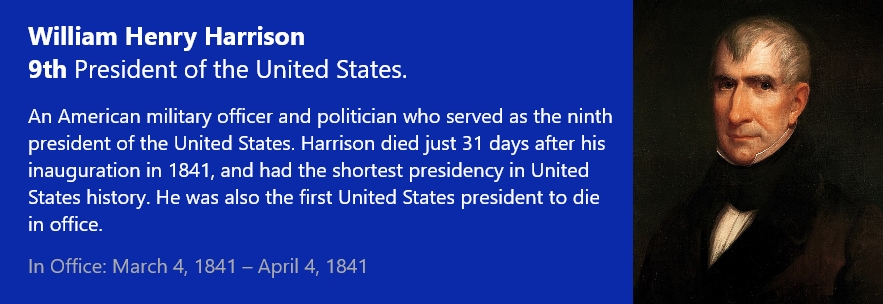 William Henry Harrison
9th President of the United States.
An American military officer and politician who served as the ninth
president of the United States. Harrison died just 31 days after his
inauguration in 1841, and had the shortest presidency in United
States history. He was also the first United States president to die
in office.
In Office: March 4, 1841 – April 4, 1841